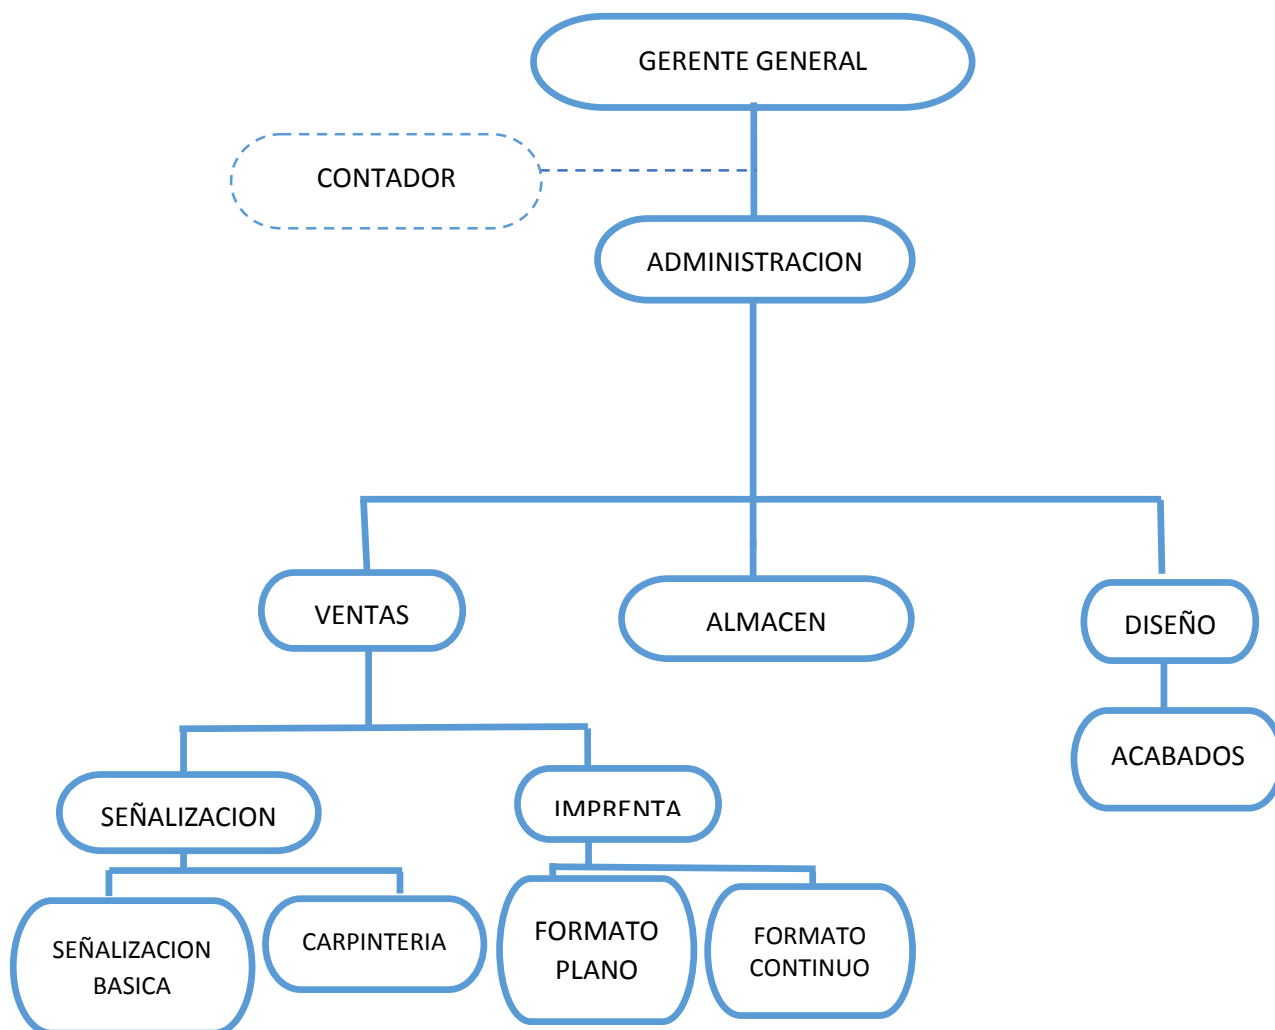 GERENTE GENERAL
CONTADOR
ADMINISTRACION
VENTAS
ALMACEN
DISEÑO
ACABADOS
SEÑALIZACION
IMPRENTA
SEÑALIZACION
BASICA
CARPINTERIA
FORMATO
PLANO
FORMATO
CONTINUO